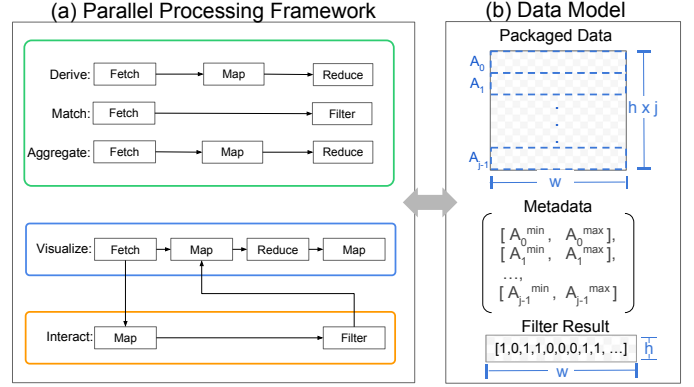 (a) Parallel Processing Framework
Derive: Fetch Map Reduce
Match: Fetch Filter
Aggregate: Fetch Map Reduce
Visualize: Fetch Map Reduce Map
Interact: Map Filter
(b) Data Model
Packaged Data
A0
A1
.
.
.
Aj-1
h x j
w
Metadata
[ A0min , A0max ],
[ A1min , A1max ],
...,
[ Aj-1min , Aj-1max ]
Filter Result
[1,0,1,1,0,0,0,1,1, ...]
h
w